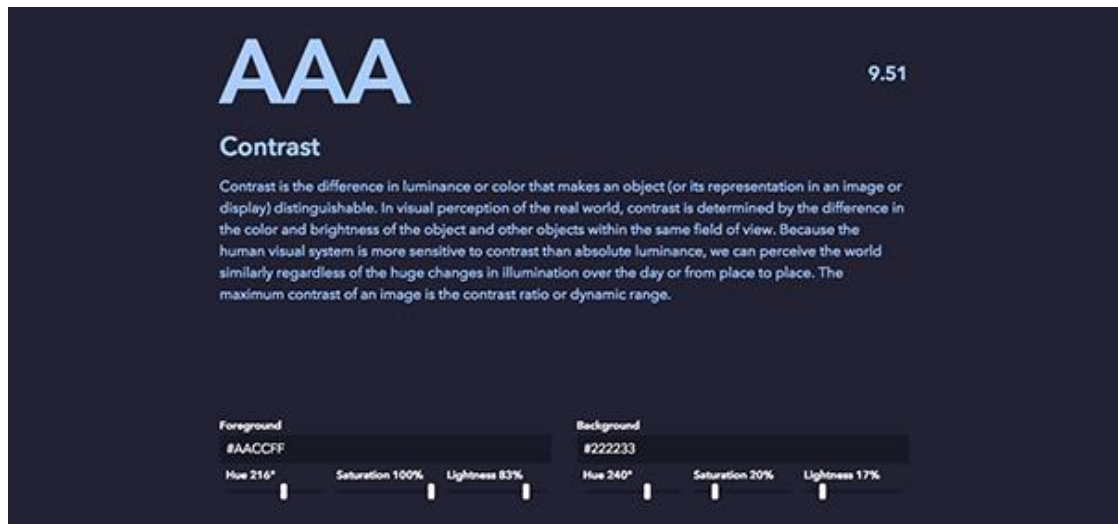 AAA
9.51
Contrast
Contrast is the difference in luminance or color that makes an object (or its representation in an image or
display) distinguishable. In visual perception of the real world, contrast is determined by the difference in
the color and brightness of the object and other objects within the same field of view. Because the
human visual system is more sensitive to contrast than absolute luminance, we can perceive the world
similarly regardless of the huge changes in illumination over the day or from place to place. The
maximum contrast of an image is the contrast ratio or dynamic range.
Foreground
#AACCFF
Hue 216° Saturation 100% Lightness 83%
Background
#222233
Hue 240° Saturation 20% Lightness 17%